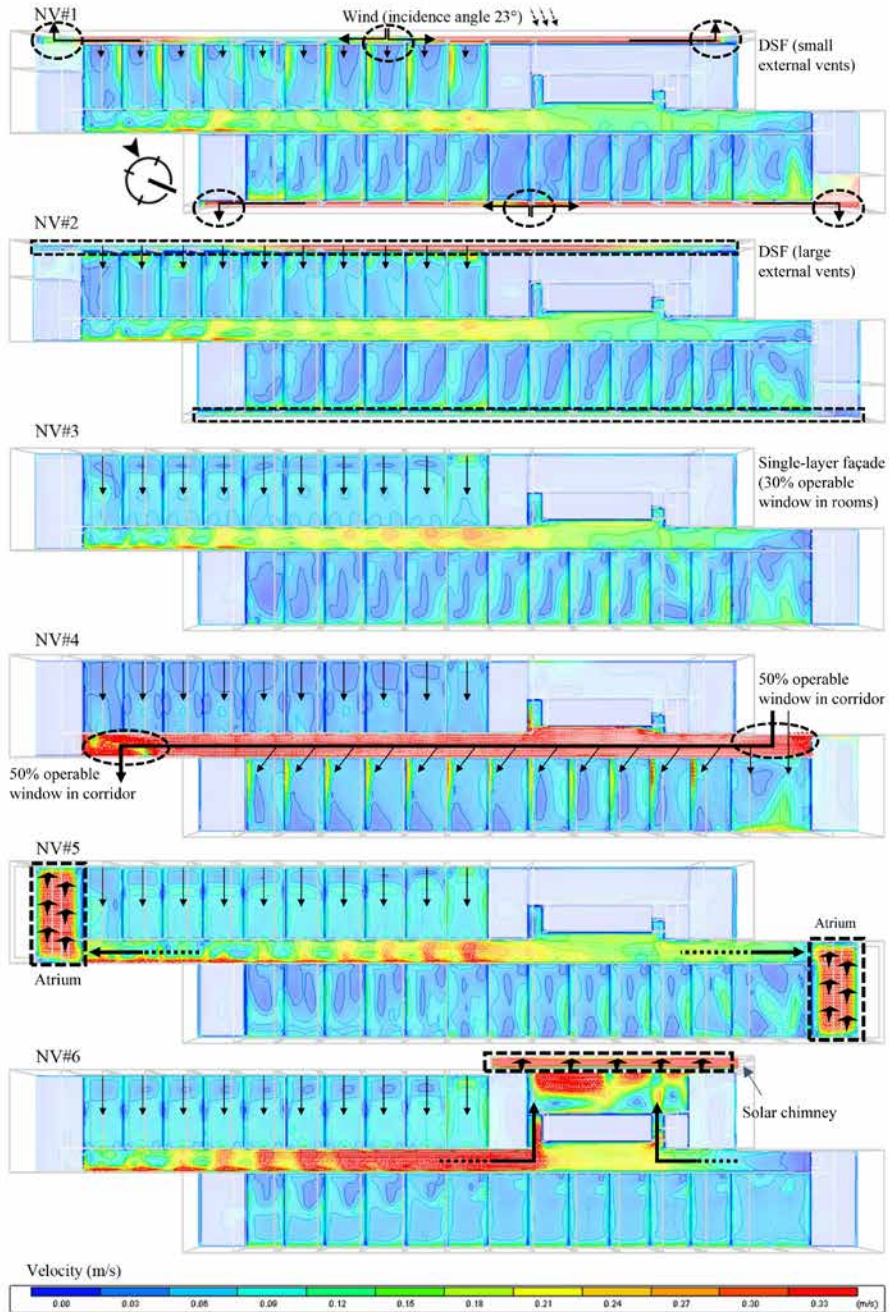 NV#1
Wind (incidence angle 23°)
DSF (small
external vents)
NV#2
DSF (large
external vents)
NV#3
Single-layer façade
(30% operable
window in rooms)
NV#4
50% operable
window in corridor
50% operable
window in corridor
NV#5
Atrium
Atrium
NV#6
Solar chimney
Velocity (m/s)
0.00 0.03 0.06 0.09 0.12 0.15 0.18 0.21 0.24 0.27 0.30 0.33 (m/s)